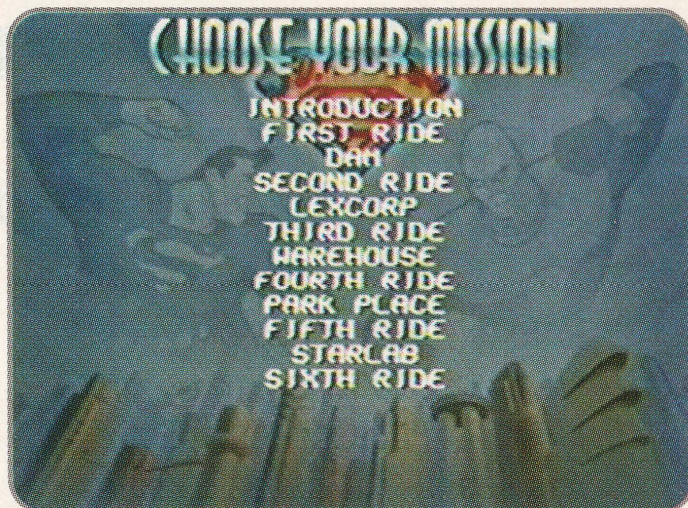 CHOOSE YOUR MISSION
INTRODUCTION
FIRST RIDE
DAM
SECOND RIDE
LEXCORP
THIRD RIDE
WAREHOUSE
FOURTH RIDE
PARK PLACE
FIFTH RIDE
STARLAB
SIXTH RIDE